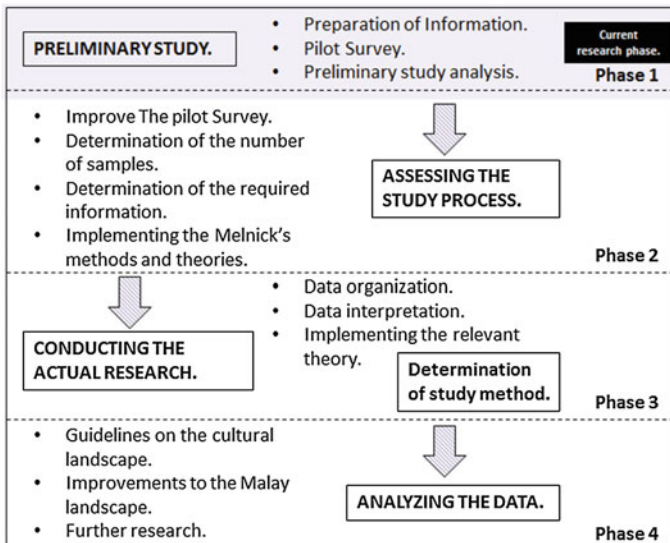 PRELIMINARY STUDY.
• Preparation of Information.
• Pilot Survey.
• Preliminary study analysis.
Current
research phase.
Phase 1
• Improve The pilot Survey.
• Determination of the number
of samples.
• Determination of the required
information.
• Implementing the Melnick's
methods and theories.
ASSESSING THE
STUDY PROCESS.
Phase 2
CONDUCTING THE
ACTUAL RESEARCH.
• Data organization.
• Data interpretation.
• Implementing the relevant
theory.
Determination
of study method.
Phase 3
• Guidelines on the cultural
landscape.
• Improvements to the Malay
landscape.
• Further research.
ANALYZING THE DATA.
Phase 4